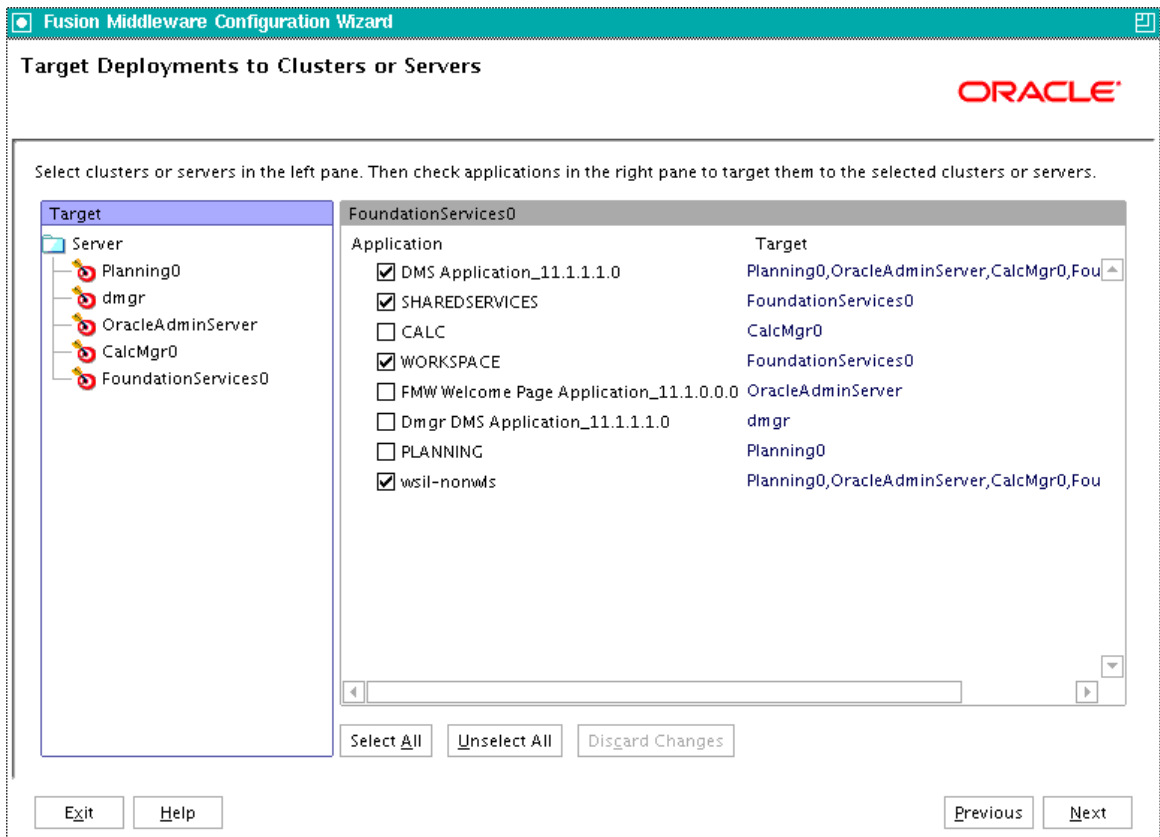 Fusion Middleware Configuration Wizard
Target Deployments to Clusters or Servers
ORACLE
Select clusters or servers in the left pane. Then check applications in the right pane to target them to the selected clusters or servers.
Target
Server
Planning0
dmgr
OracleAdminServer
CalcMgr0
FoundationServices0
FoundationServices0
Application Target
DMS Application_11.1.1.1.0 Planning0,OracleAdminServer,CalcMgr0,Fou
SHAREDSERVICES FoundationServices0
CALC CalcMgr0
WORKSPACE FoundationServices0
FMW Welcome Page Application_11.1.0.0.0 OracleAdminServer
Dmgr DMS Application_11.1.1.1.0 dmgr
PLANNING Planning0
wsil-nonwls Planning0,OracleAdminServer,CalcMgr0,Fou
Select All Unselect All Discard Changes
Exit Help Previous Next